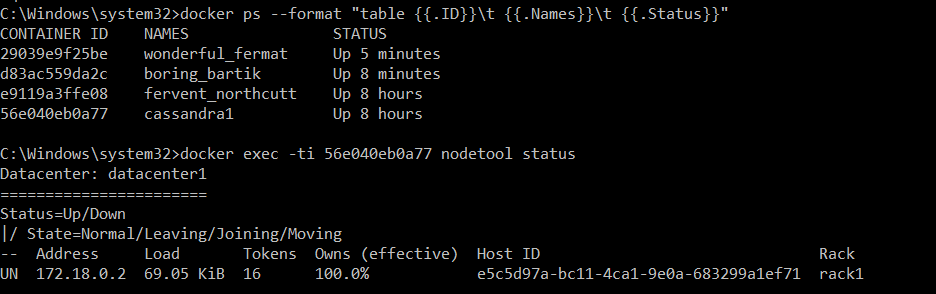 C:\Windows\system32>docker ps --format "table {{.ID}}\t {{.Names}}\t {{.Status}}"
CONTAINER ID   NAMES               STATUS
29039e9f25be   wonderful_fermat    Up 5 minutes
d83ac559da2c   boring_bartik       Up 8 minutes
e9119a3ffe08   fervent_northcutt   Up 8 hours
56e040eb0a77   cassandra1          Up 8 hours
C:\Windows\system32>docker exec -ti 56e040eb0a77 nodetool status
Datacenter: datacenter1
=======================
Status=Up/Down
|/ State=Normal/Leaving/Joining/Moving
--  Address     Load       Tokens  Owns (effective)  Host ID                               Rack
UN  172.18.0.2  69.05 KiB  16      100.0%            e5c5d97a-bc11-4ca1-9e0a-683299a1ef71  rack1